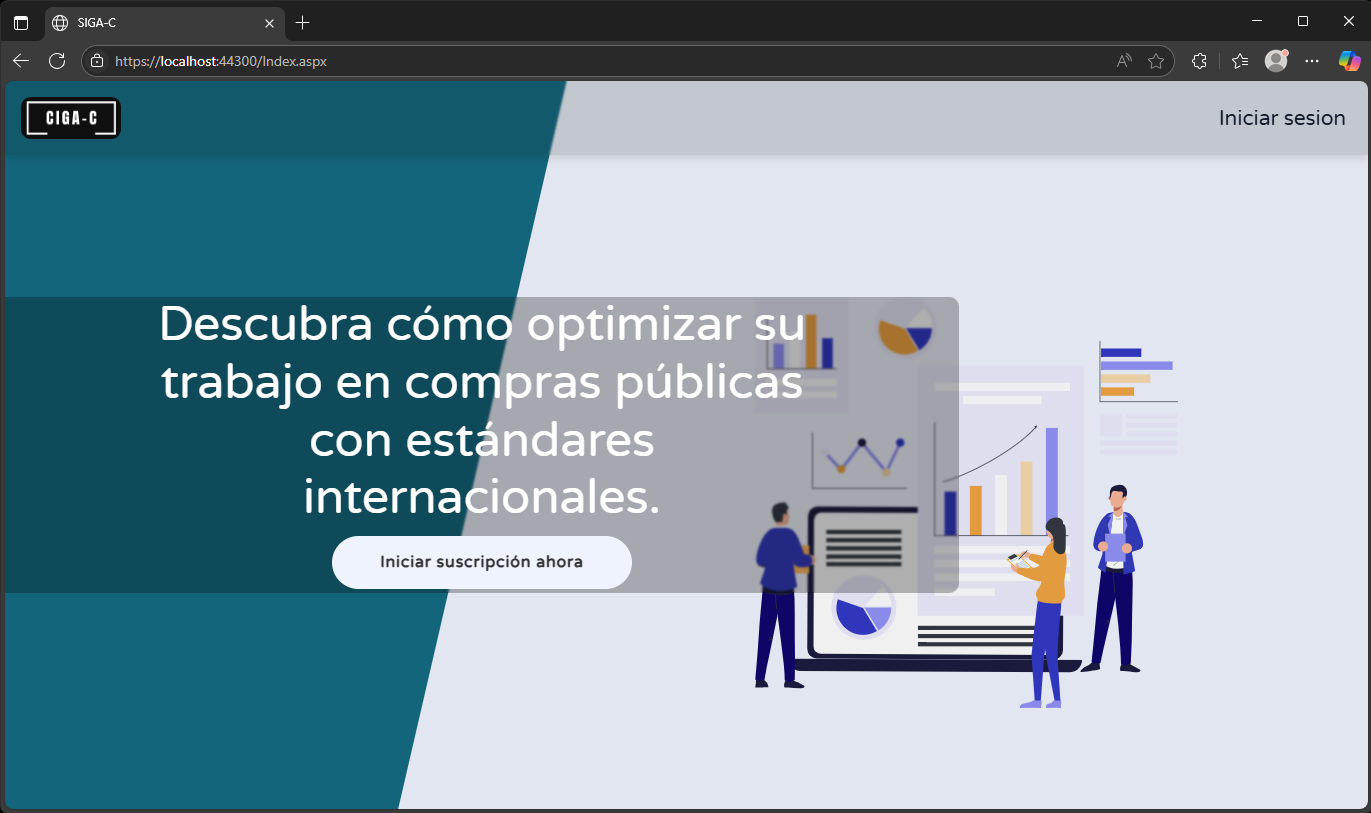 SIGA-C
https://localhost:44300/Index.aspx
CIGA-C
Iniciar sesion
Descubra cómo optimizar su
trabajo en compras públicas
con estándares
internacionales.
Iniciar suscripción ahora